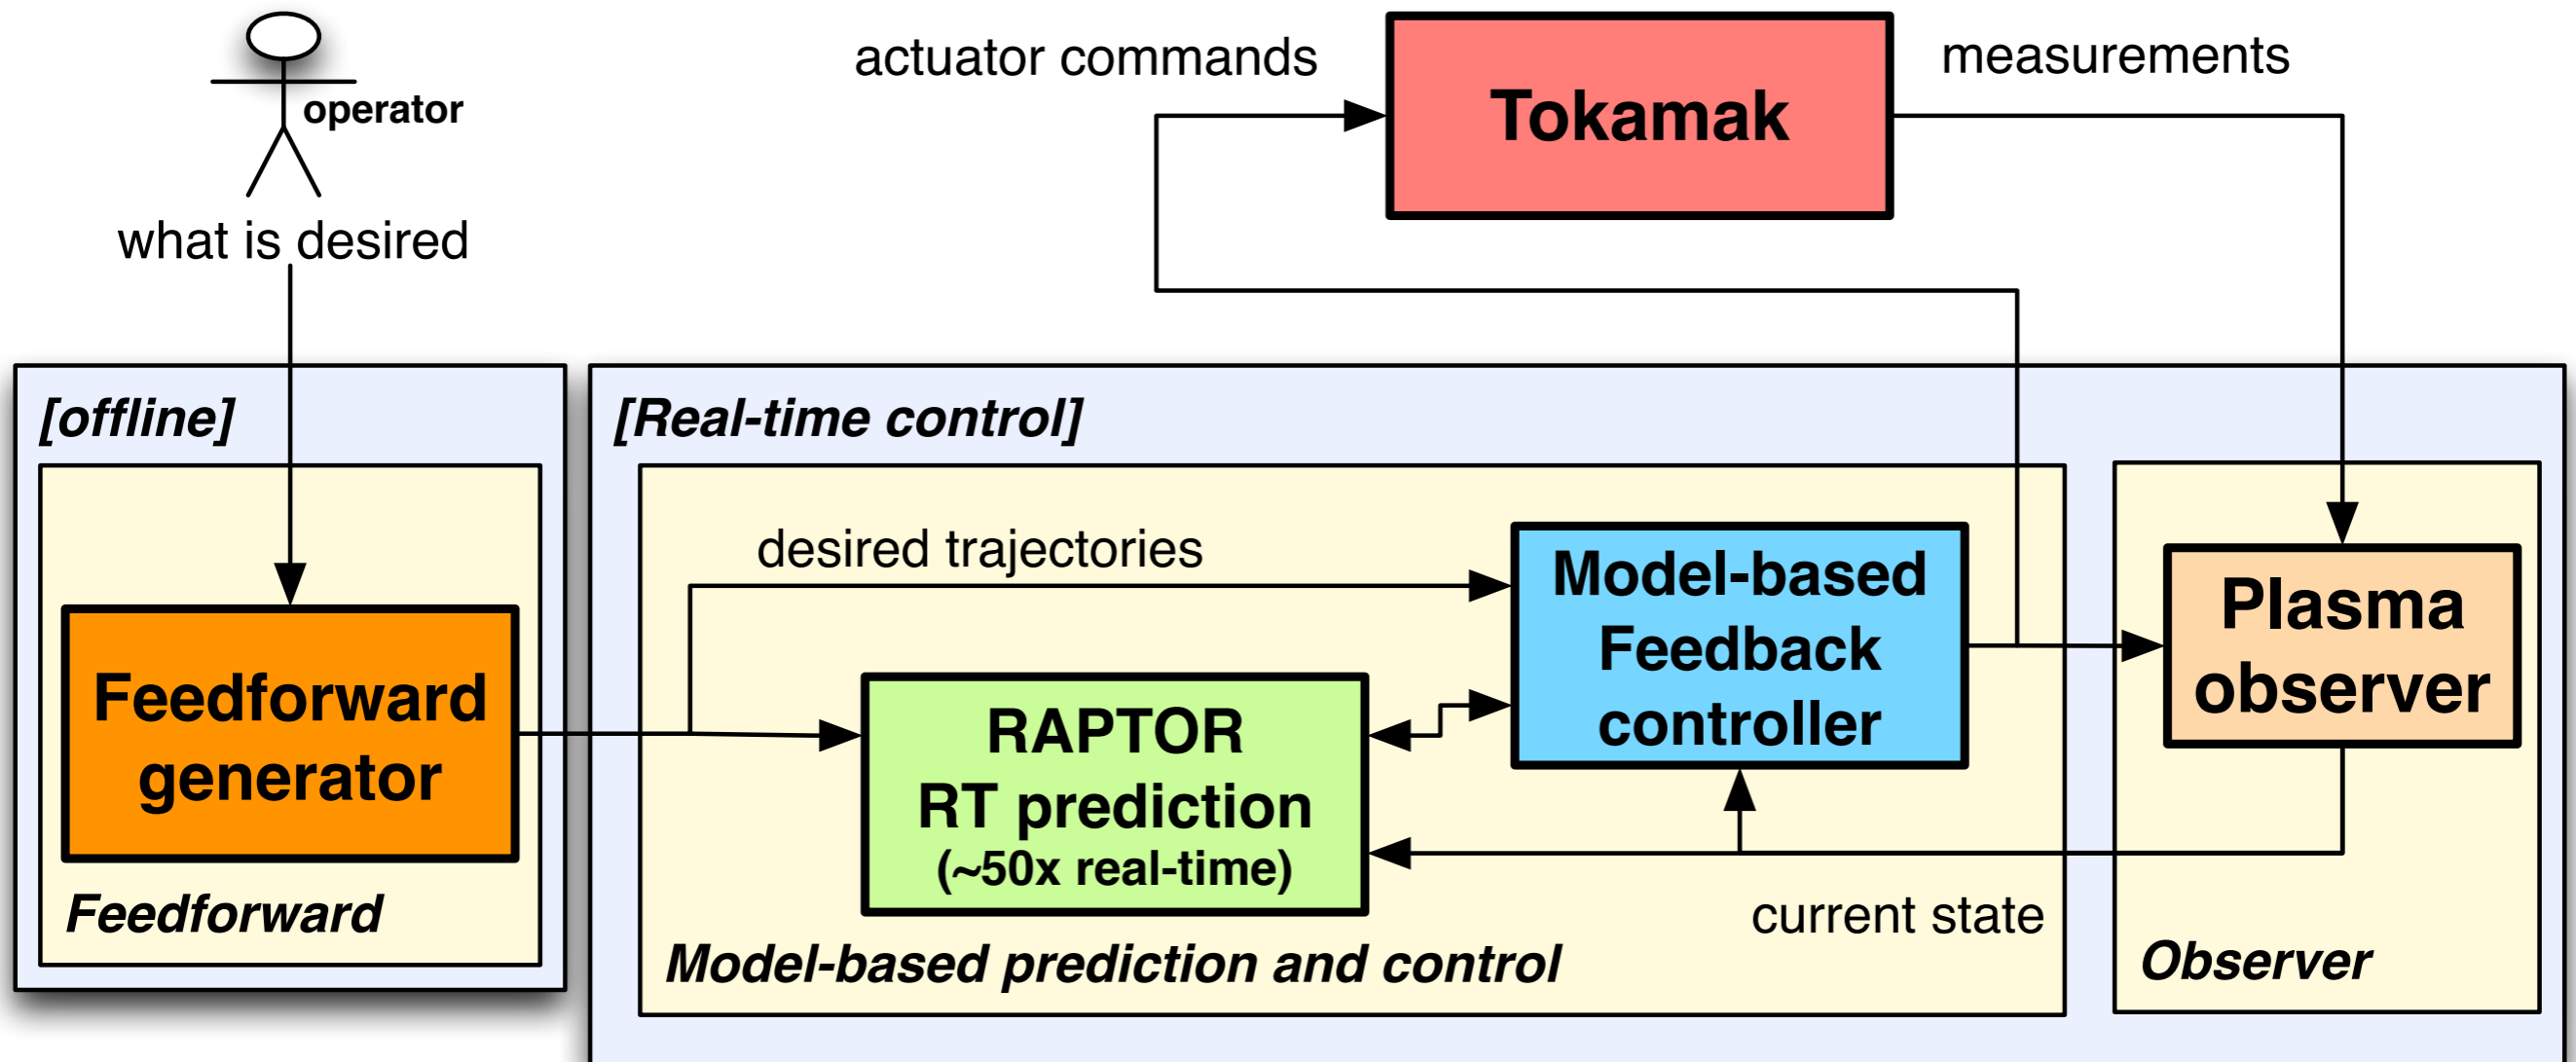 operator
what is desired
actuator commands
Tokamak
measurements
[offline]
Feedforward
generator
Feedforward
[Real-time control]
desired trajectories
RAPTOR
RT prediction
(~50x real-time)
Model-based
Feedback
controller
current state
Model-based prediction and control
Plasma
observer
Observer